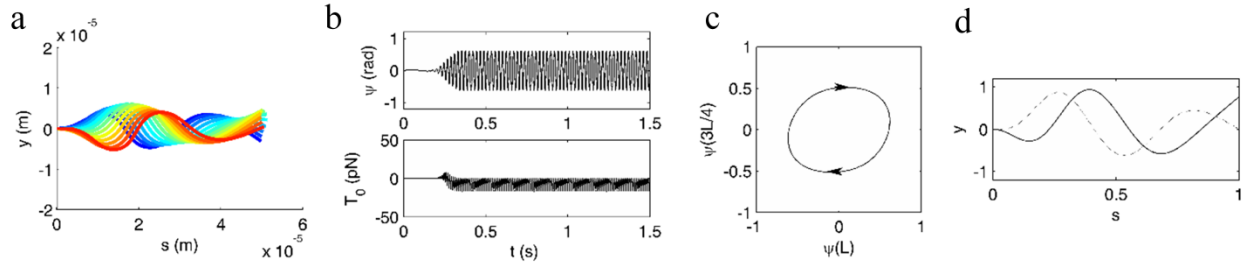 a
x 10⁻⁵
2
1
0
-1
-2
y (m)
0 2 4 6
s (m) x 10⁻⁵
b
1
0
-1
ψ (rad)
0 0.5 1 1.5
50
0
-50
T₀ (pN)
0 0.5 1 1.5
t (s)
c
1
0.5
0
-0.5
-1
ψ(3L/4)
-1 0 1
ψ(L)
d
1
0
-1
y
0 0.5 1
s